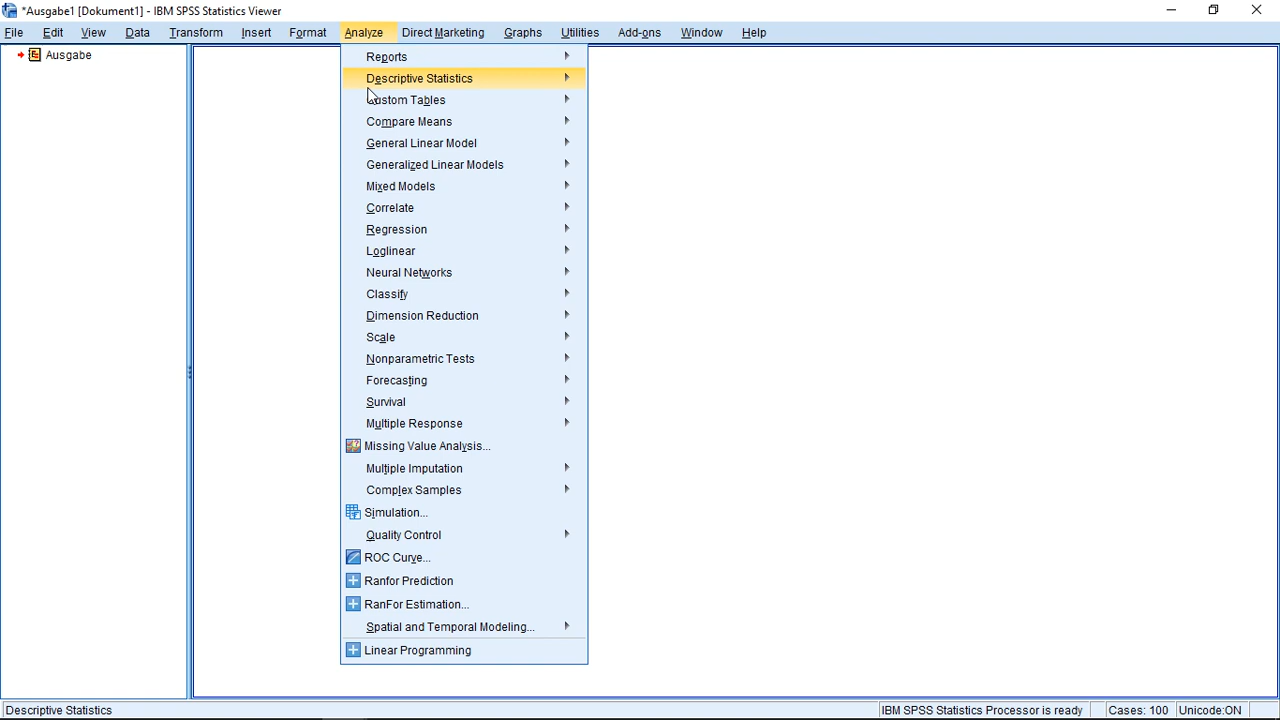 *Ausgabe1 [Dokument1] - IBM SPSS Statistics Viewer
File Edit View Data Transform Insert Format Analyze Direct Marketing Graphs Utilities Add-ons Window Help
Ausgabe
Reports
Descriptive Statistics
Custom Tables
Compare Means
General Linear Model
Generalized Linear Models
Mixed Models
Correlate
Regression
Loglinear
Neural Networks
Classify
Dimension Reduction
Scale
Nonparametric Tests
Forecasting
Survival
Multiple Response
Missing Value Analysis...
Multiple Imputation
Complex Samples
Simulation...
Quality Control
ROC Curve...
Ranfor Prediction
RanFor Estimation...
Spatial and Temporal Modeling...
Linear Programming
Descriptive Statistics IBM SPSS Statistics Processor is ready Cases: 100 Unicode:ON